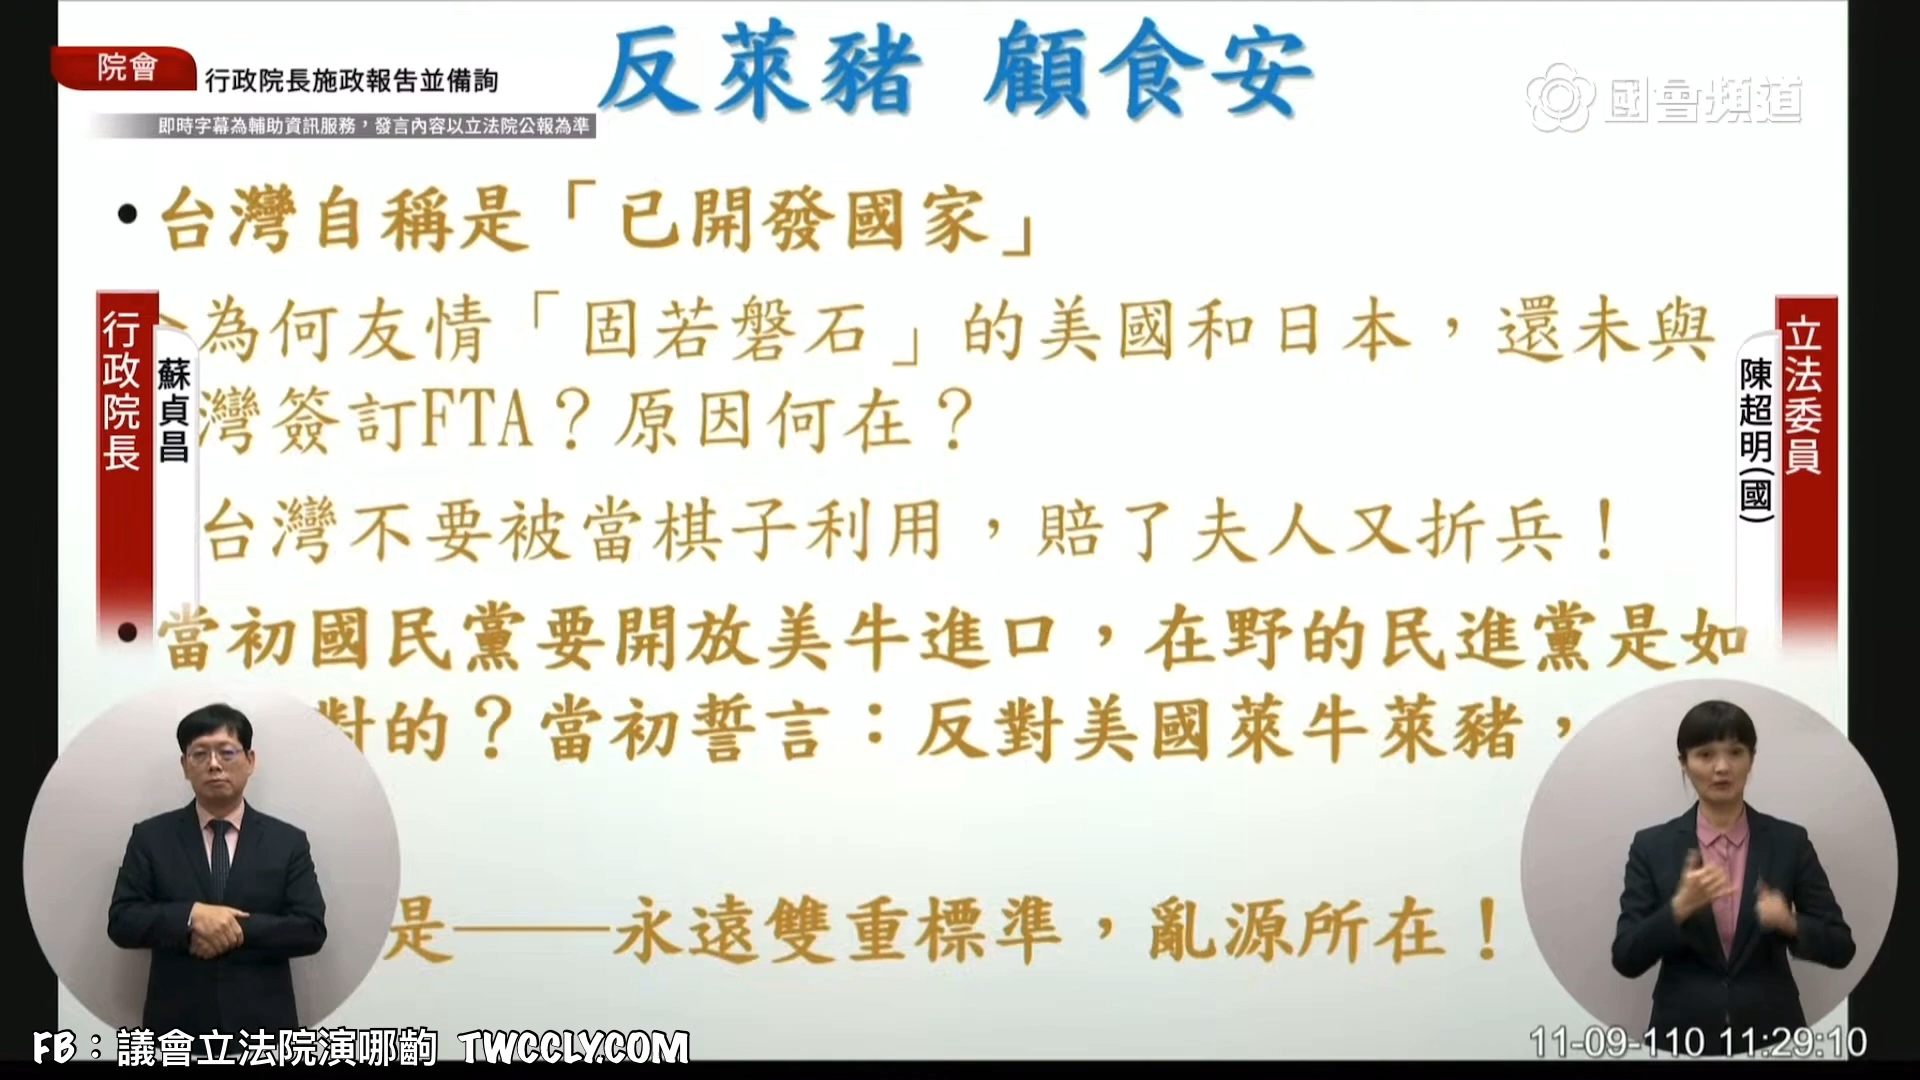 反萊豬 顧食安
院會
行政院長施政報告並備詢
即時字幕為輔助資訊服務，發言內容以立法院公報為準
國會頻道
•台灣自稱是「已開發國家」
為何友情「固若磐石」的美國和日本，還未與
灣簽訂FTA？原因何在？
台灣不要被當棋子利用，賠了夫人又折兵！
•當初國民黨要開放美牛進口，在野的民進黨是如
對的？當初誓言：反對美國萊牛萊豬，
是——永遠雙重標準，亂源所在！
行政院長
蘇貞昌
立法委員
陳超明(國)
FB：議會立法院演哪齣 TWCCLY.COM
11-09-110 11:29:10